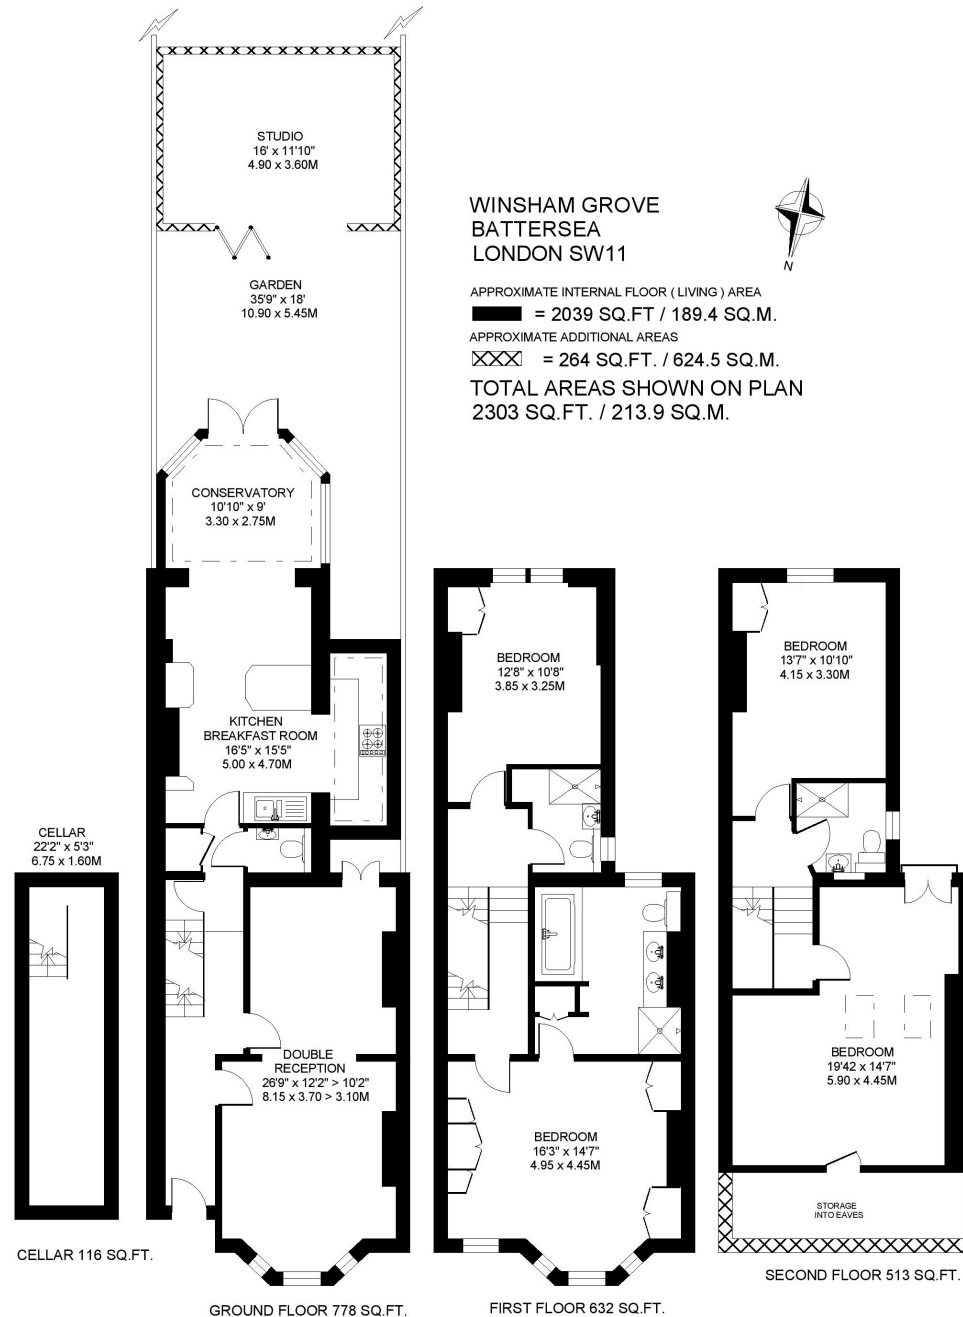 STUDIO
16' x 11'10"
4.90 x 3.60M
WINSHAM GROVE
BATTERSEA
LONDON SW11
N
APPROXIMATE INTERNAL FLOOR ( LIVING ) AREA
= 2039 SQ.FT / 189.4 SQ.M.
APPROXIMATE ADDITIONAL AREAS
= 264 SQ.FT. / 624.5 SQ.M.
TOTAL AREAS SHOWN ON PLAN
2303 SQ.FT. / 213.9 SQ.M.
GARDEN
35'9" x 18'
10.90 x 5.45M
CONSERVATORY
10'10" x 9'
3.30 x 2.75M
KITCHEN
BREAKFAST ROOM
16'5" x 15'5"
5.00 x 4.70M
BEDROOM
12'8" x 10'8"
3.85 x 3.25M
BEDROOM
13'7" x 10'10"
4.15 x 3.30M
CELLAR
22'2" x 5'3"
6.75 x 1.60M
DOUBLE
RECEPTION
26'9" x 12'2" > 10'2"
8.15 x 3.70 > 3.10M
BEDROOM
16'3" x 14'7"
4.95 x 4.45M
BEDROOM
19'42 x 14'7"
5.90 x 4.45M
STORAGE
INTO EAVES
CELLAR 116 SQ.FT.
GROUND FLOOR 778 SQ.FT.
FIRST FLOOR 632 SQ.FT.
SECOND FLOOR 513 SQ.FT.